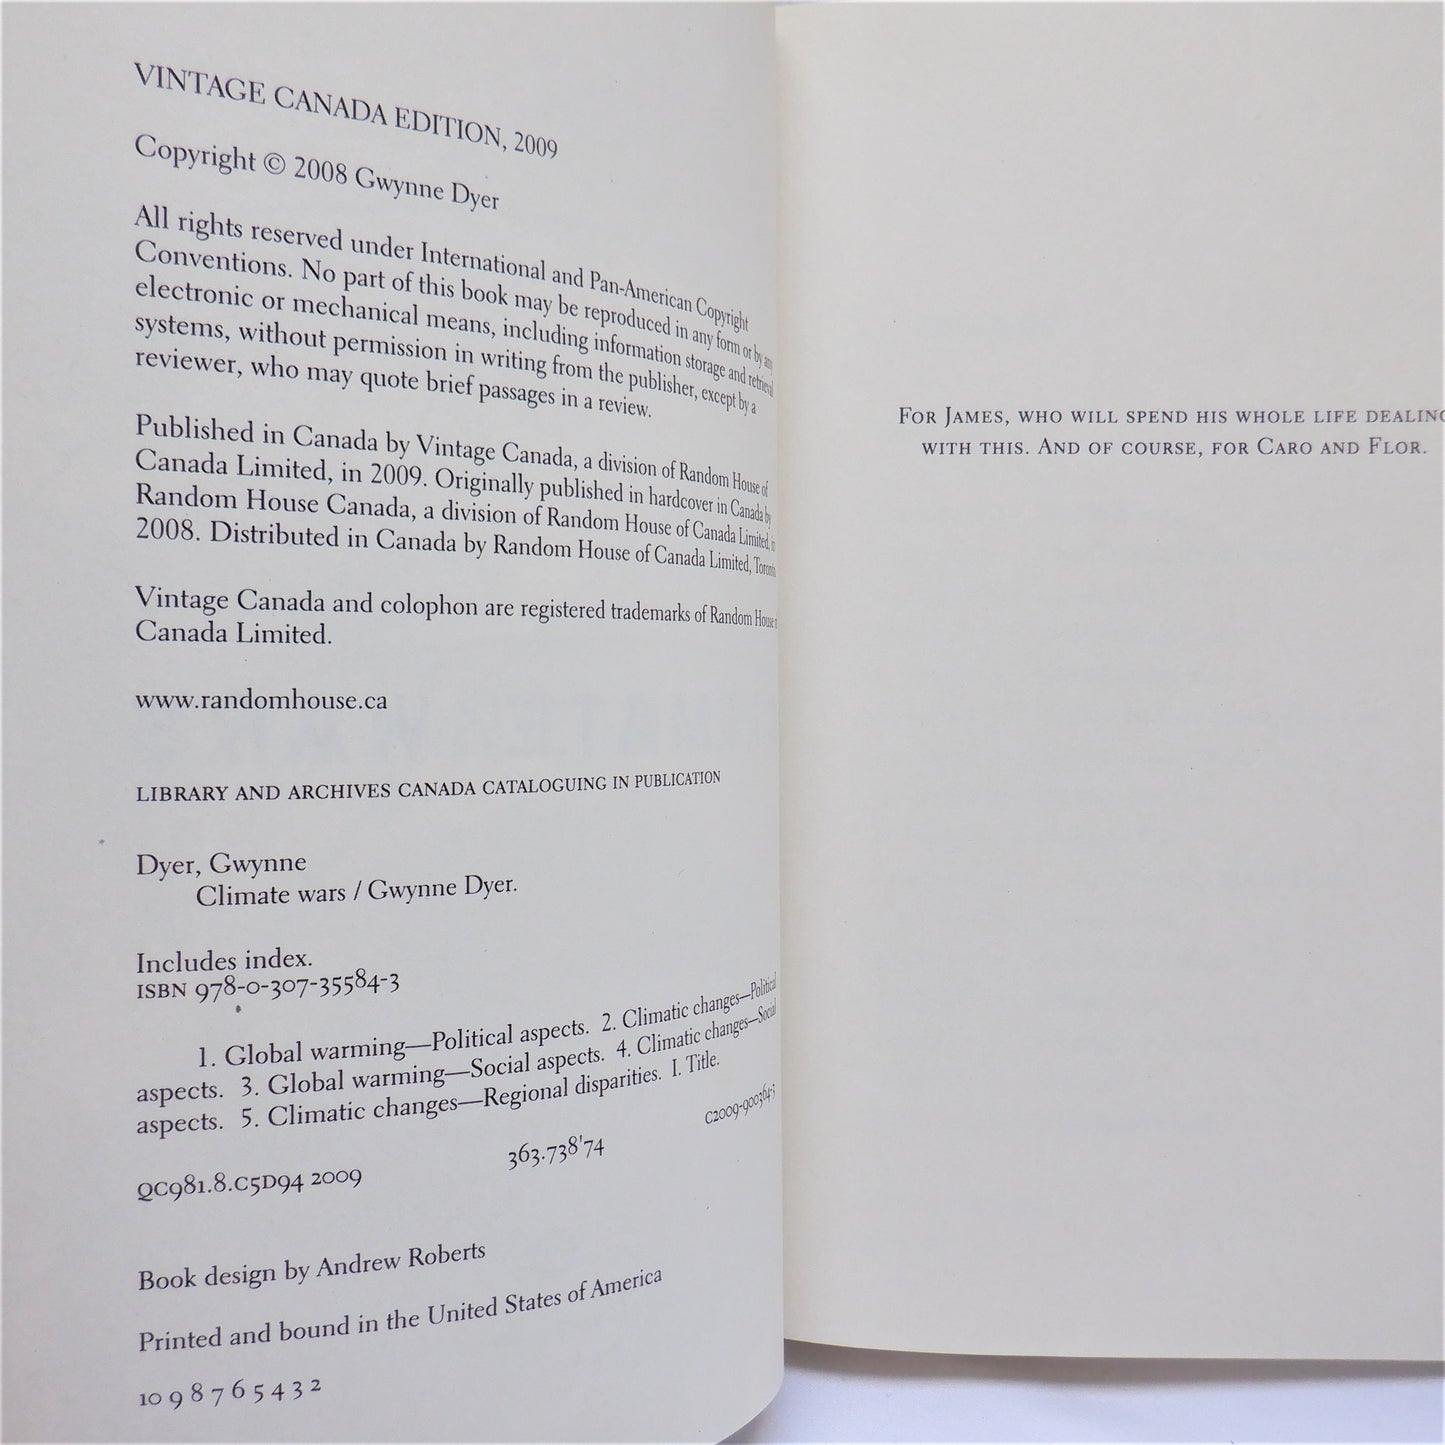 VINTAGE CANADA EDITION, 2009
Copyright © 2008 Gwynne Dyer
All rights reserved under International and Pan-American Copyright
Conventions. No part of this book may be reproduced in any form or by any
electronic or mechanical means, including information storage and retrieval
systems, without permission in writing from the publisher, except by a
reviewer, who may quote brief passages in a review.
Published in Canada by Vintage Canada, a division of Random House of
Canada Limited, in 2009. Originally published in hardcover in Canada by
Random House Canada, a division of Random House of Canada Limited, in
2008. Distributed in Canada by Random House of Canada Limited, Toronto
Vintage Canada and colophon are registered trademarks of Random House
Canada Limited.
www.randomhouse.ca
LIBRARY AND ARCHIVES CANADA CATALOGUING IN PUBLICATION
Dyer, Gwynne
Climate wars / Gwynne Dyer.
Includes index.
ISBN 978-0-307-35584-3
1. Global warming—Political aspects. 2. Climatic changes—Political
aspects. 3. Global warming—Social aspects. 4. Climatic changes—Social
aspects. 5. Climatic changes—Regional disparities. I. Title.
QC981.8.C5D94 2009 363.738'74 C2009-900364-3
Book design by Andrew Roberts
Printed and bound in the United States of America
10 9 8 7 6 5 4 3 2
FOR JAMES, WHO WILL SPEND HIS WHOLE LIFE DEALING
WITH THIS. AND OF COURSE, FOR CARO AND FLOR.